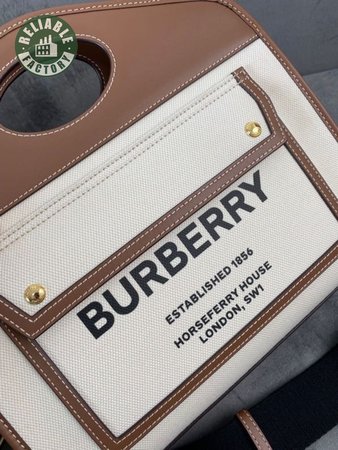 RELIABLE
FACTORY
BURBERRY
ESTABLISHED 1856
HORSEFERRY HOUSE
LONDON, SW1